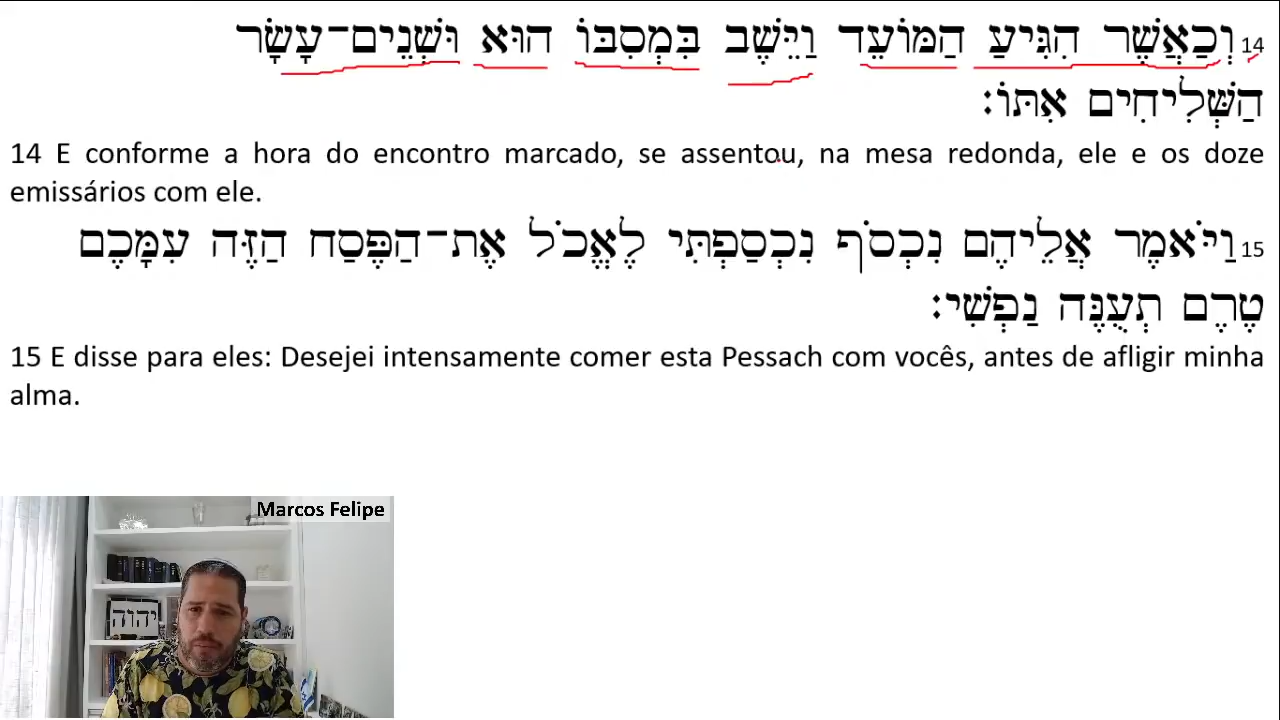 14 וְכַאֲשֶׁר הִגִּיעַ הַמּוֹעֵד וַיֵּשֶׁב בִּמְסִבּוֹ הוּא וּשְׁנֵים־עָשָׂר
הַשְּׁלִיחִים אִתּוֹ׃
14 E conforme a hora do encontro marcado, se assentou, na mesa redonda, ele e os doze
emissários com ele.
15 וַיֹּאמֶר אֲלֵיהֶם נִכְסֹף נִכְסַפְתִּי לֶאֱכֹל אֶת־הַפֶּסַח הַזֶּה עִמָּכֶם
טֶרֶם תְעֻנֶּה נַפְשִׁי׃
15 E disse para eles: Desejei intensamente comer esta Pessach com vocês, antes de afligir minha
alma.
Marcos Felipe
יהוה